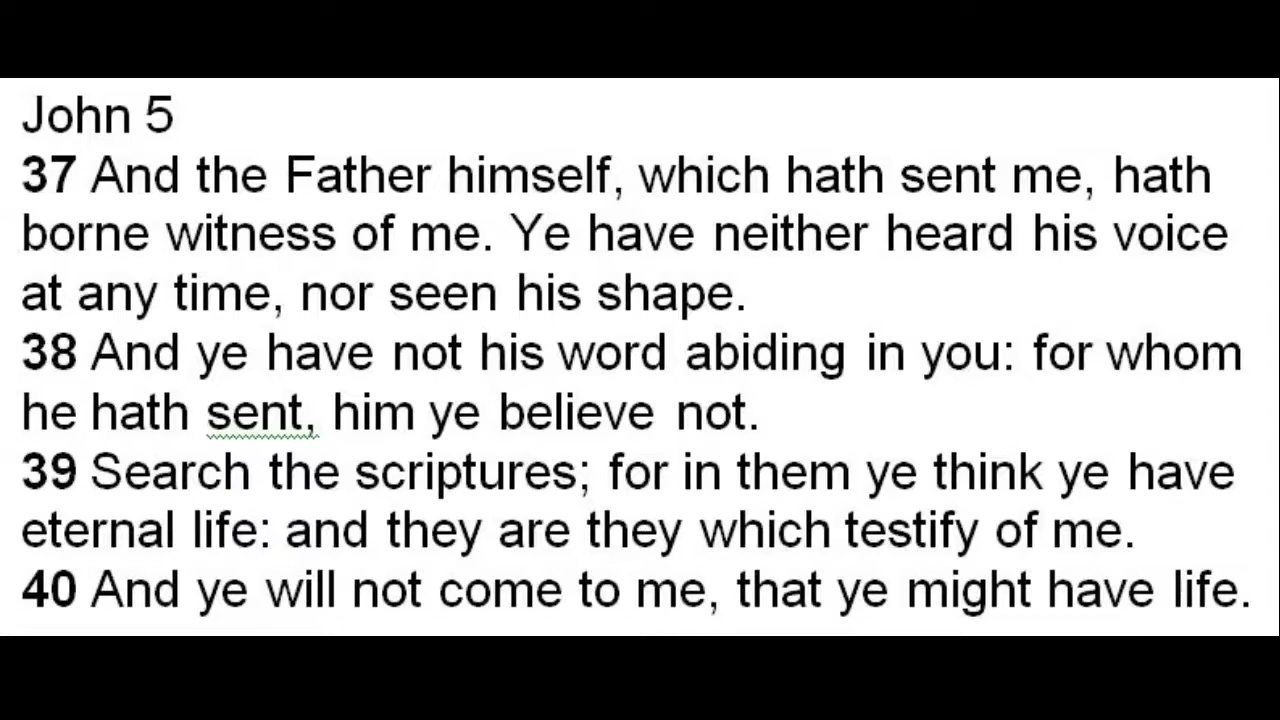 John 5
37 And the Father himself, which hath sent me, hath
borne witness of me. Ye have neither heard his voice
at any time, nor seen his shape.
38 And ye have not his word abiding in you: for whom
he hath sent, him ye believe not.
39 Search the scriptures; for in them ye think ye have
eternal life: and they are they which testify of me.
40 And ye will not come to me, that ye might have life.